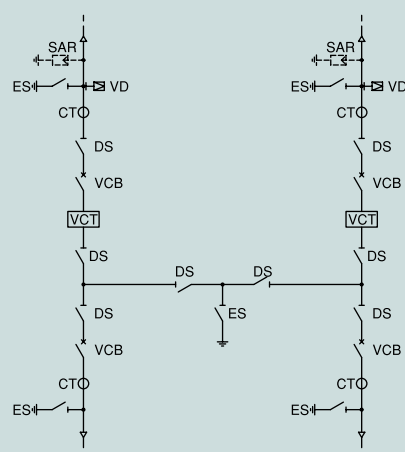 SAR SAR
ES VD ES VD
CT CT
DS DS
VCB VCB
VCT VCT
DS DS
DS DS
DS ES DS
VCB VCB
CT CT
ES ES